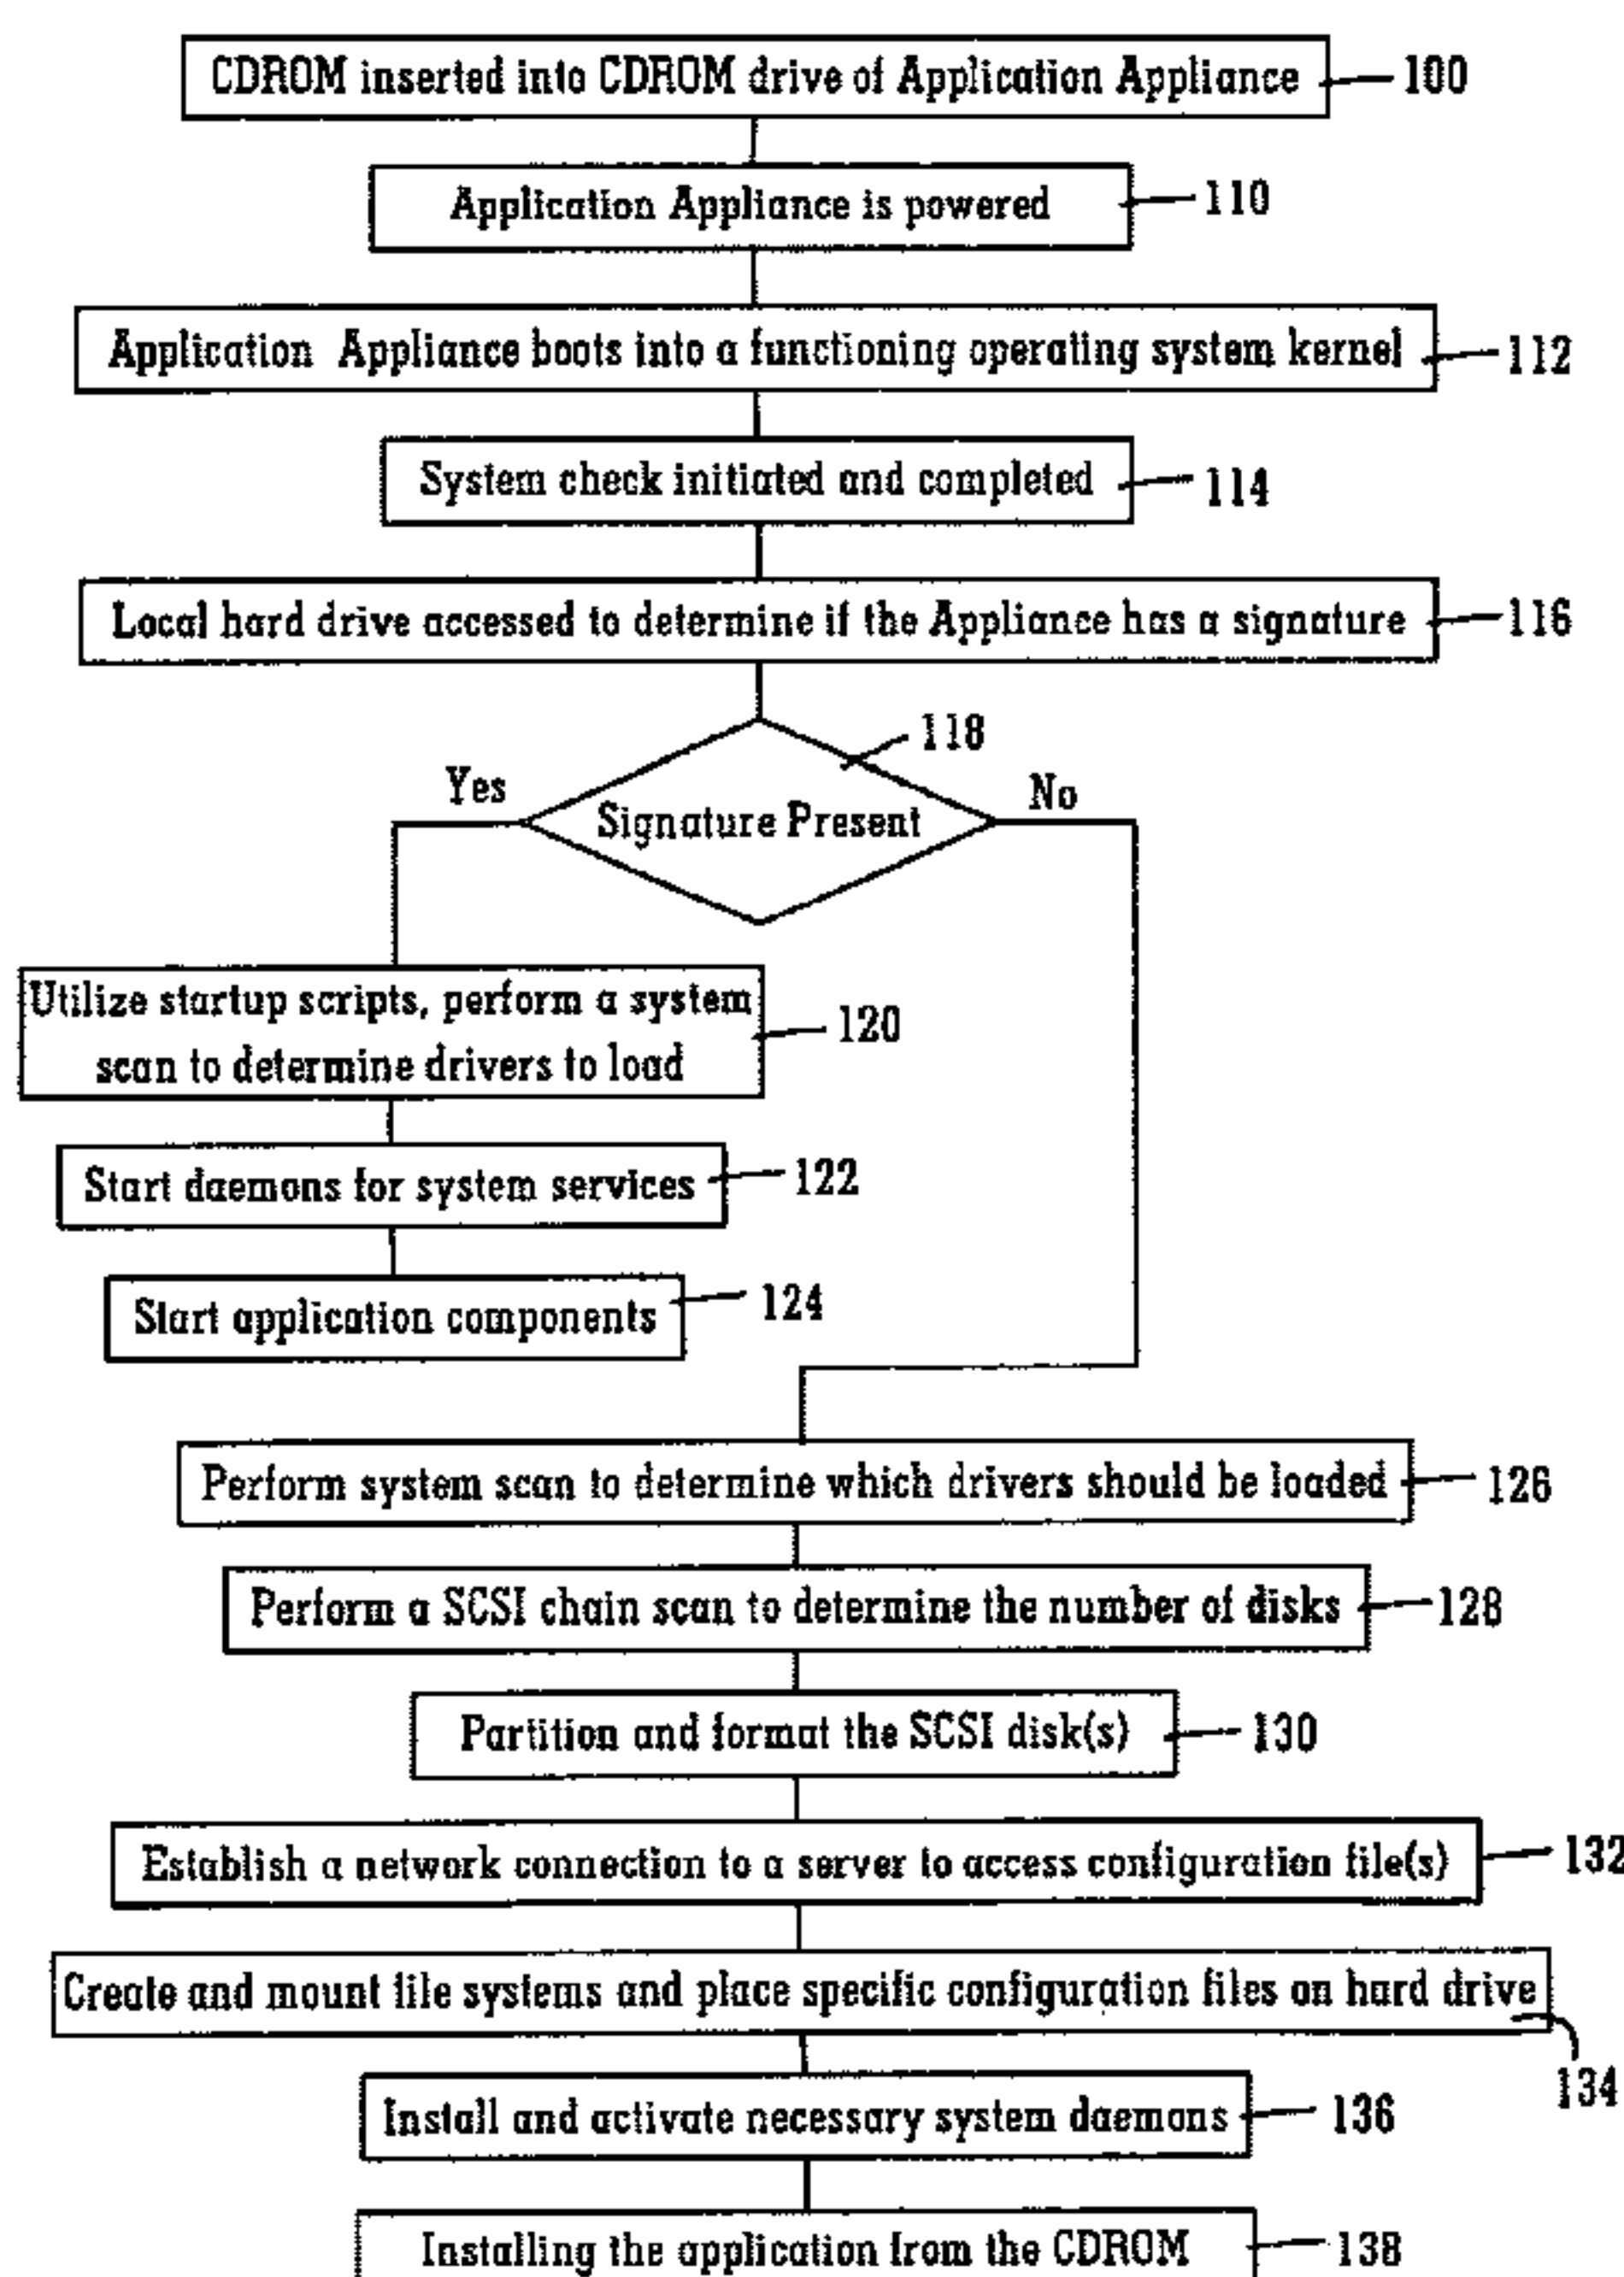 CDROM inserted into CDROM drive of Application Appliance 100
Application Appliance is powered 110
Application Appliance boots into a functioning operating system kernel 112
System check initiated and completed 114
Local hard drive accessed to determine if the Appliance has a signature 116
118
Yes
No
Signature Present
Utilize startup scripts, perform a system
scan to determine drivers to load
120
Start daemons for system services 122
Start application components 124
Perform system scan to determine which drivers should be loaded 126
Perform a SCSI chain scan to determine the number of disks 128
Partition and format the SCSI disk(s) 130
Establish a network connection to a server to access configuration file(s) 132
Create and mount file systems and place specific configuration files on hard drive
134
Install and activate necessary system daemons 136
Installing the application from the CDROM 138